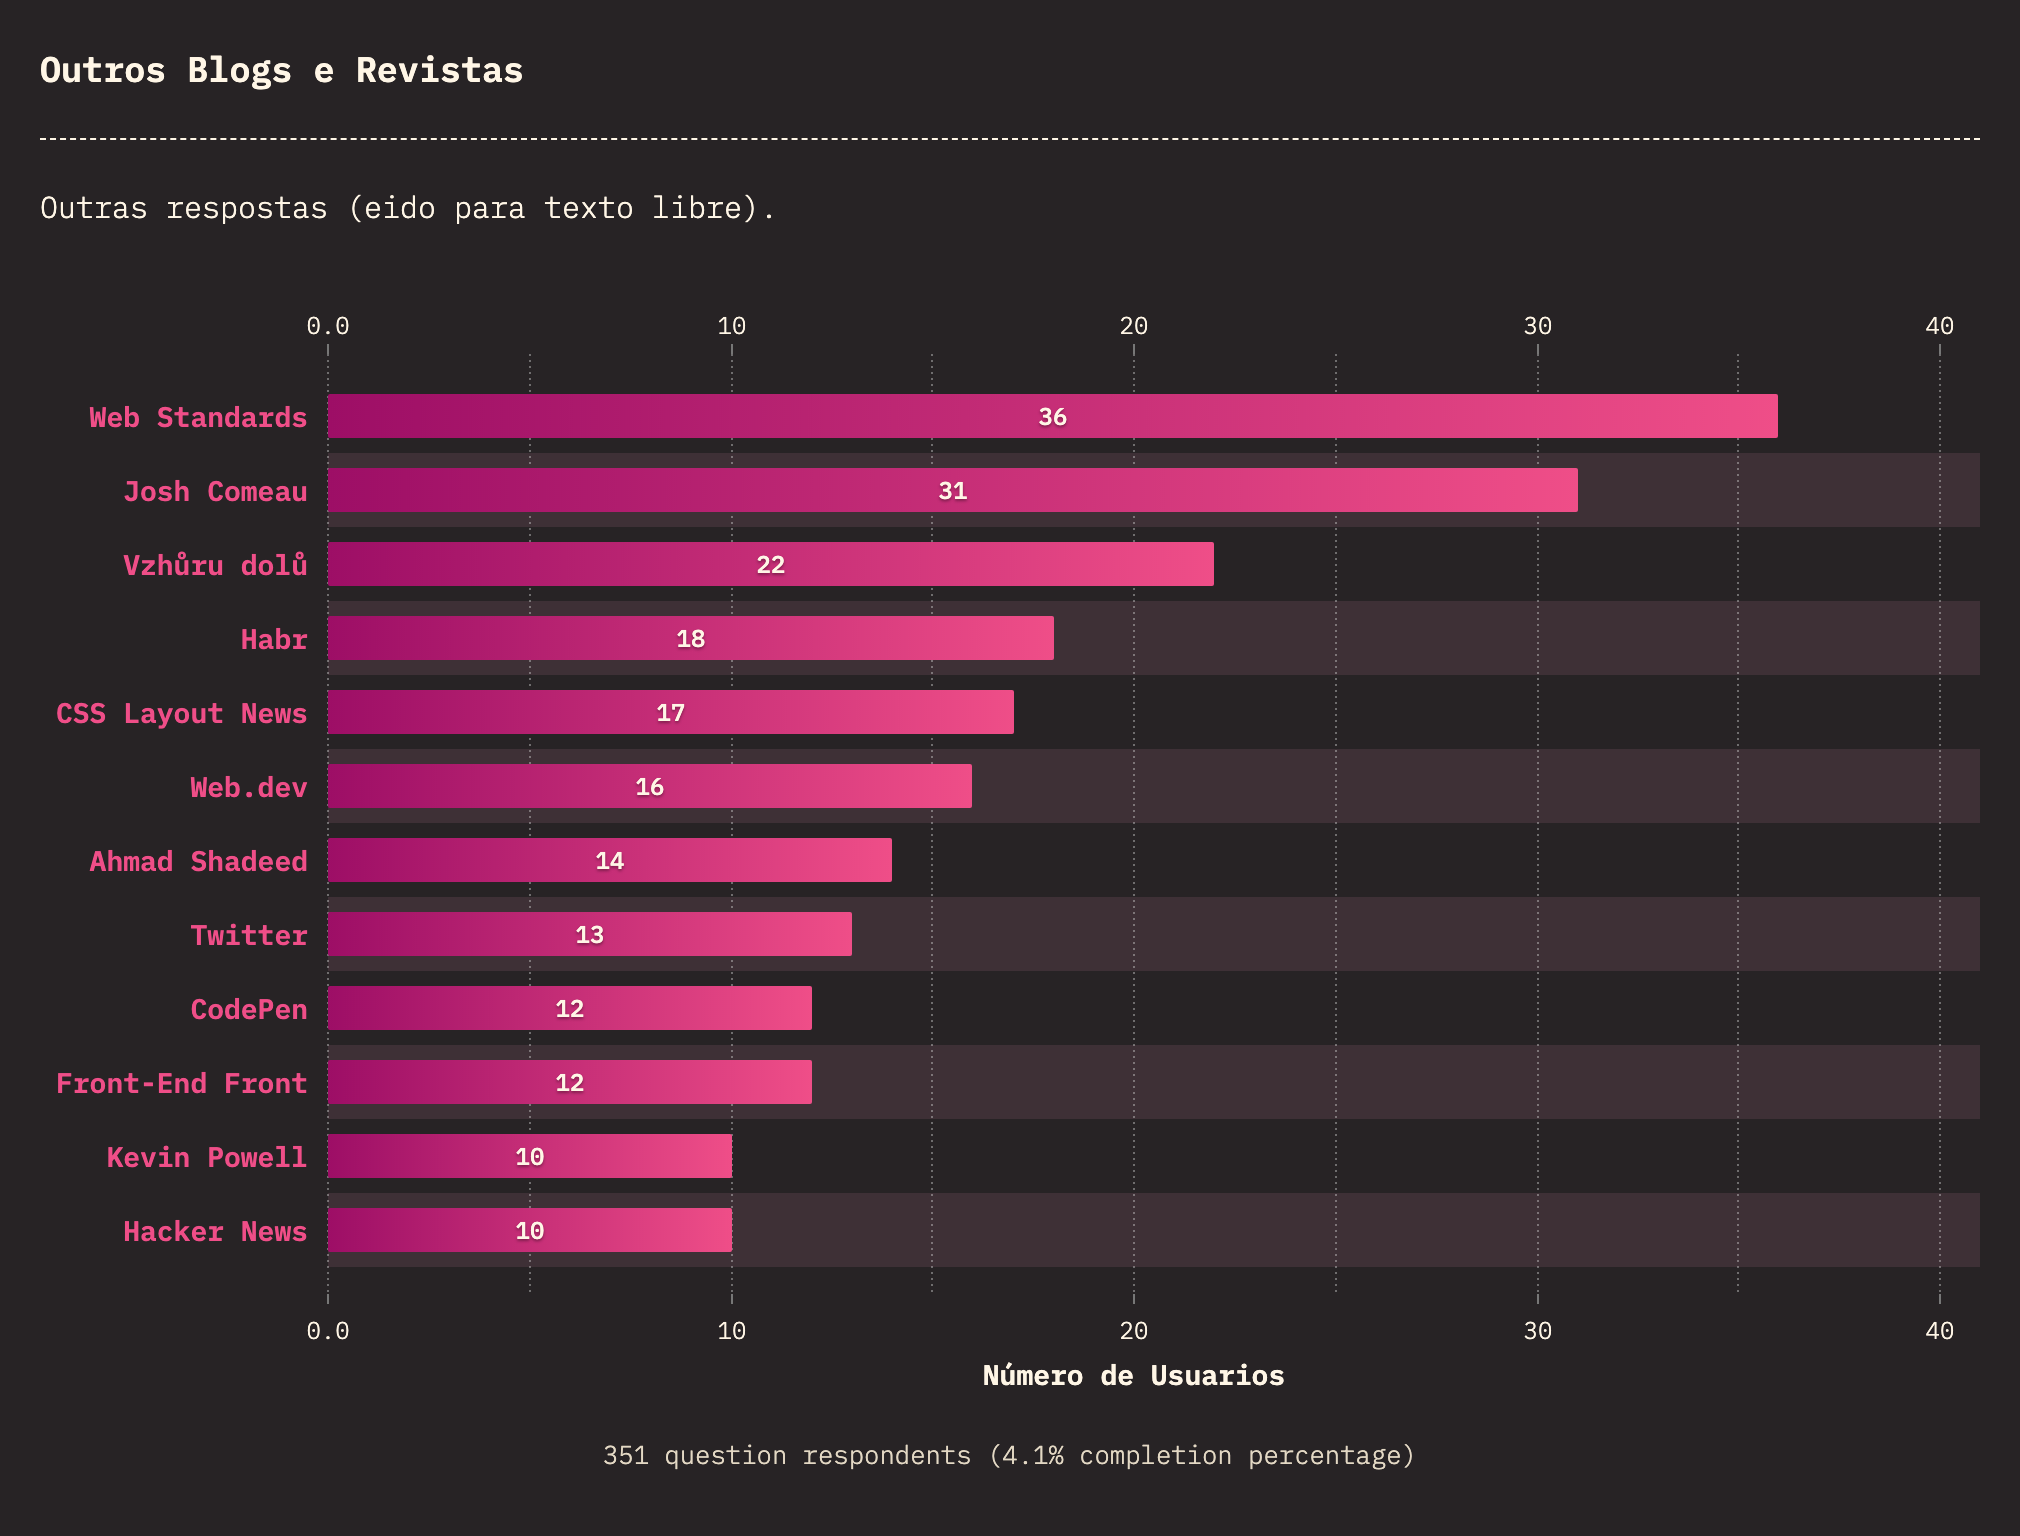 Outros Blogs e Revistas
Outras respostas (eido para texto libre).
0.0 10 20 30 40
Web Standards 36
Josh Comeau 31
Vzhůru dolů 22
Habr 18
CSS Layout News 17
Web.dev 16
Ahmad Shadeed 14
Twitter 13
CodePen 12
Front-End Front 12
Kevin Powell 10
Hacker News 10
0.0 10 20 30 40
Número de Usuarios
351 question respondents (4.1% completion percentage)